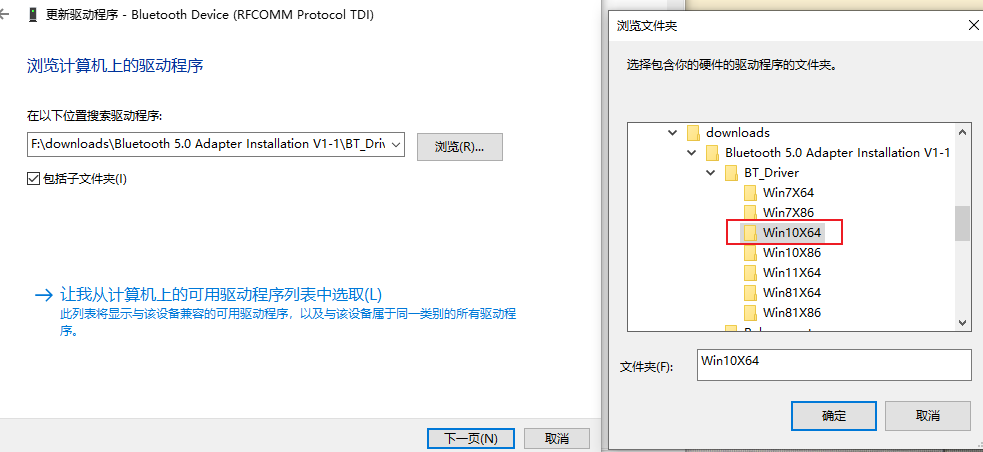 更新驱动程序 - Bluetooth Device (RFCOMM Protocol TDI)
浏览计算机上的驱动程序
在以下位置搜索驱动程序:
F:\downloads\Bluetooth 5.0 Adapter Installation V1-1\BT_Driv
浏览(R)...
包括子文件夹(I)
让我从计算机上的可用驱动程序列表中选取(L)
此列表将显示与该设备兼容的可用驱动程序，以及与该设备属于同一类别的所有驱动程
序。
下一页(N)
取消
浏览文件夹
选择包含你的硬件的驱动程序的文件夹。
downloads
Bluetooth 5.0 Adapter Installation V1-1
BT_Driver
Win7X64
Win7X86
Win10X64
Win10X86
Win11X64
Win81X64
Win81X86
文件夹(F):
Win10X64
确定
取消